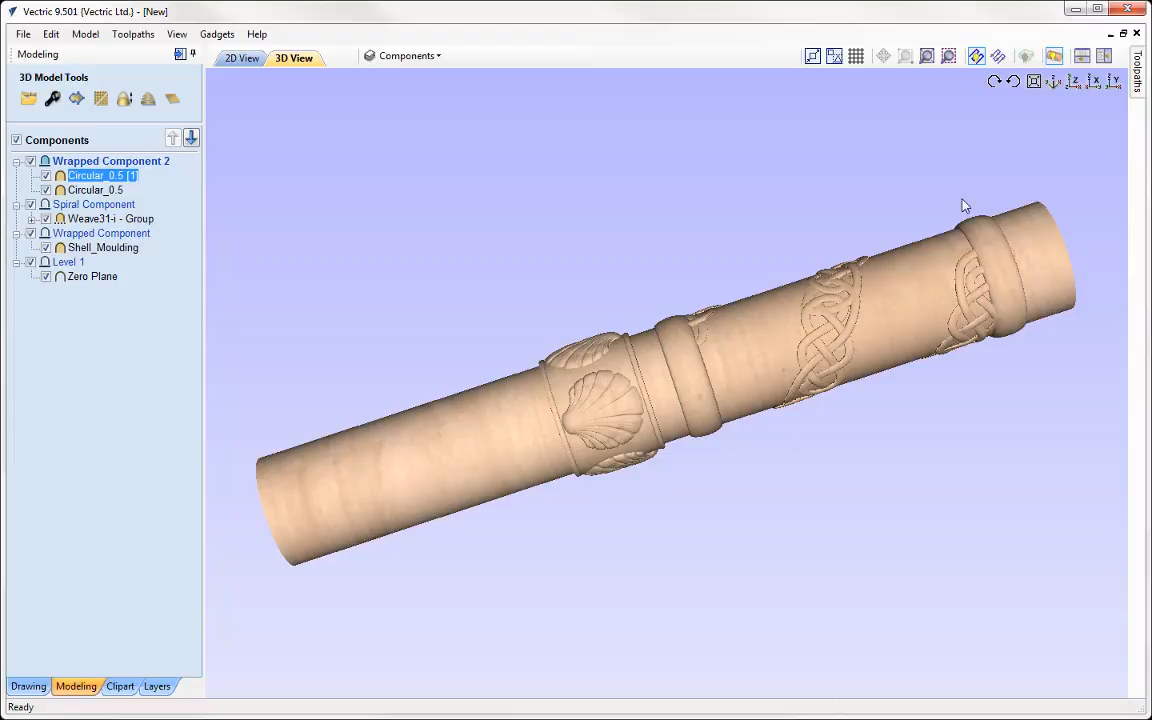 Vectric 9.501 {Vectric Ltd.} - [New]
File Edit Model Toolpaths View Gadgets Help
Modeling
2D View 3D View Components
3D Model Tools
Z X Y
Toolpaths
Components
Wrapped Component 2
Circular_0.5 [1]
Circular_0.5
Spiral Component
Weave31-i - Group
Wrapped Component
Shell_Moulding
Level 1
Zero Plane
Drawing Modeling Clipart Layers
Ready